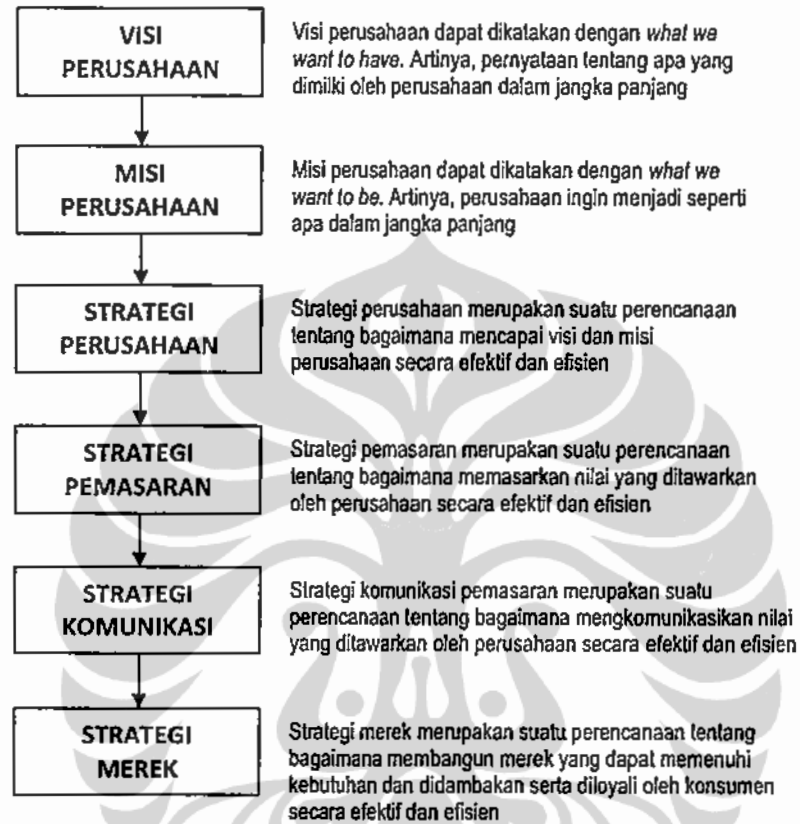 VISI
PERUSAHAAN
Visi perusahaan dapat dikatakan dengan what we
want to have. Artinya, pernyataan tentang apa yang
dimilki oleh perusahaan dalam jangka panjang
MISI
PERUSAHAAN
Misi perusahaan dapat dikatakan dengan what we
want to be. Artinya, perusahaan ingin menjadi seperti
apa dalam jangka panjang
STRATEGI
PERUSAHAAN
Strategi perusahaan merupakan suatu perencanaan
tentang bagaimana mencapai visi dan misi
perusahaan secara efektif dan efisien
STRATEGI
PEMASARAN
Strategi pemasaran merupakan suatu perencanaan
tentang bagaimana memasarkan nilai yang ditawarkan
oleh perusahaan secara efektif dan efisien
STRATEGI
KOMUNIKASI
Strategi komunikasi pemasaran merupakan suatu
perencanaan tentang bagaimana mengkomunikasikan nilai
yang ditawarkan oleh perusahaan secara efektif dan efisien
STRATEGI
MEREK
Strategi merek merupakan suatu perencanaan tentang
bagaimana membangun merek yang dapat memenuhi
kebutuhan dan didambakan serta diloyali oleh konsumen
secara efektif dan efisien